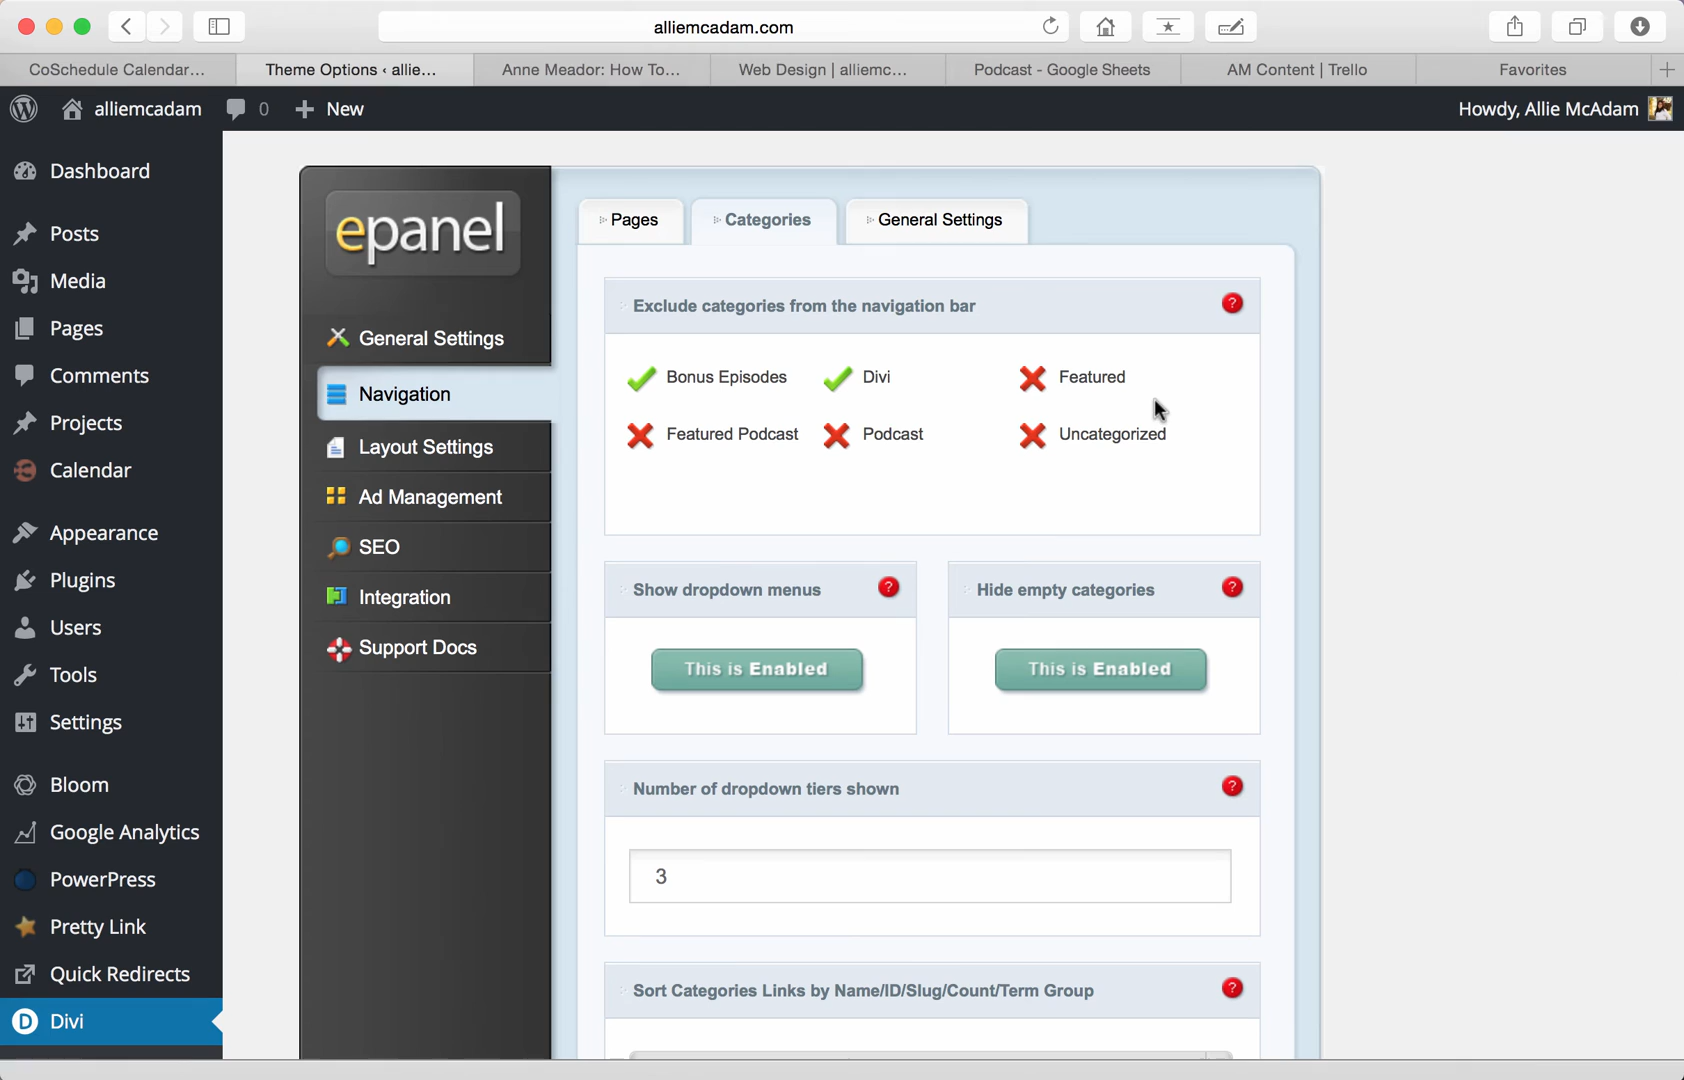 alliemcadam.com
CoSchedule Calendar...
Theme Options ‹ allie...
Anne Meador: How To...
Web Design | alliemc...
Podcast - Google Sheets
AM Content | Trello
Favorites
alliemcadam
0
New
Howdy, Allie McAdam
Dashboard
Posts
Media
Pages
Comments
Projects
Calendar
Appearance
Plugins
Users
Tools
Settings
Bloom
Google Analytics
PowerPress
Pretty Link
Quick Redirects
Divi
epanel
General Settings
Navigation
Layout Settings
Ad Management
SEO
Integration
Support Docs
Pages
Categories
General Settings
Exclude categories from the navigation bar
Bonus Episodes
Divi
Featured
Featured Podcast
Podcast
Uncategorized
Show dropdown menus
This is Enabled
Hide empty categories
This is Enabled
Number of dropdown tiers shown
3
Sort Categories Links by Name/ID/Slug/Count/Term Group